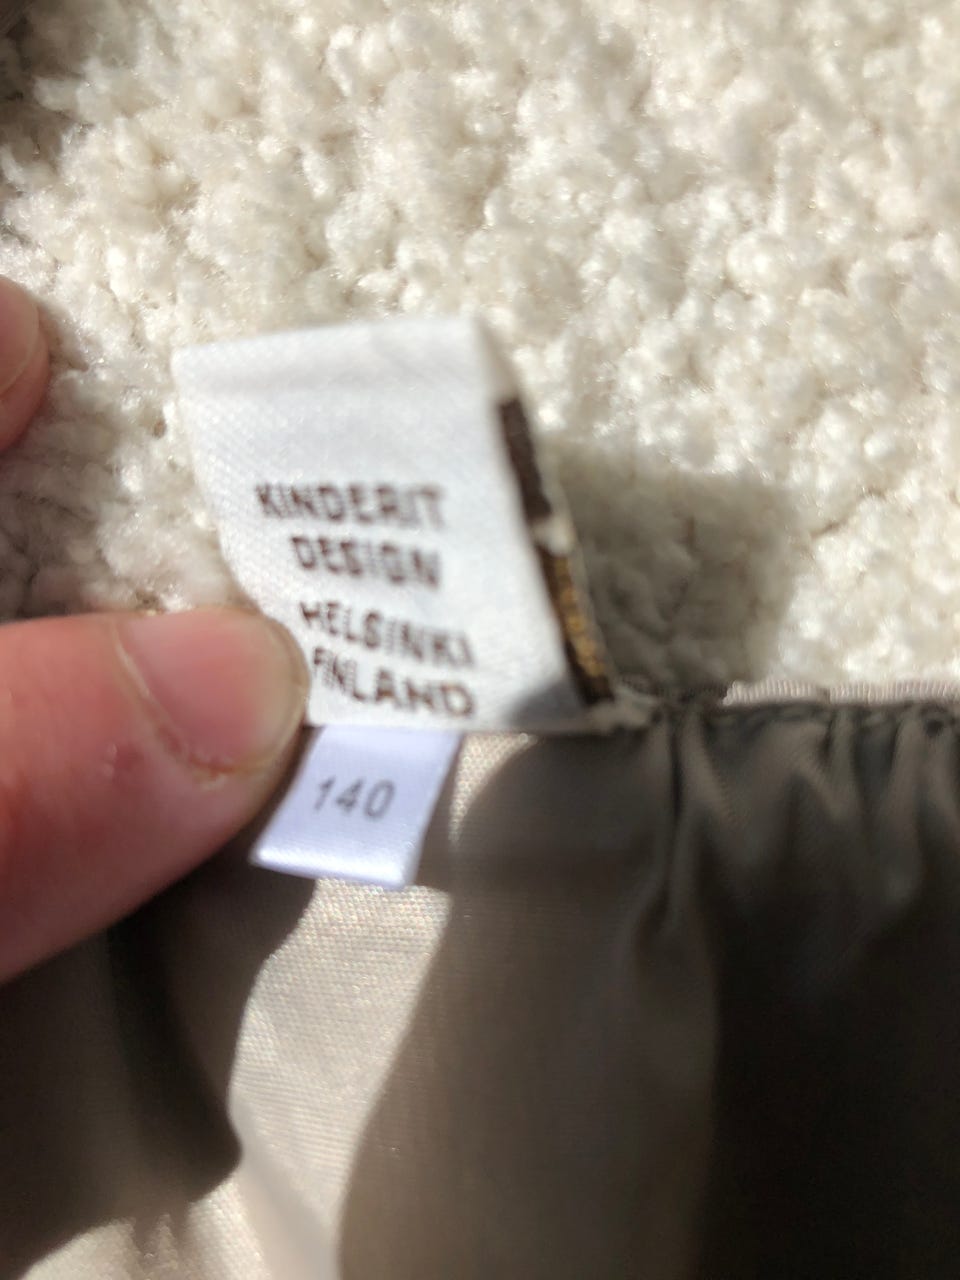 KINDERIT
DESIGN
HELSINKI
FINLAND
140